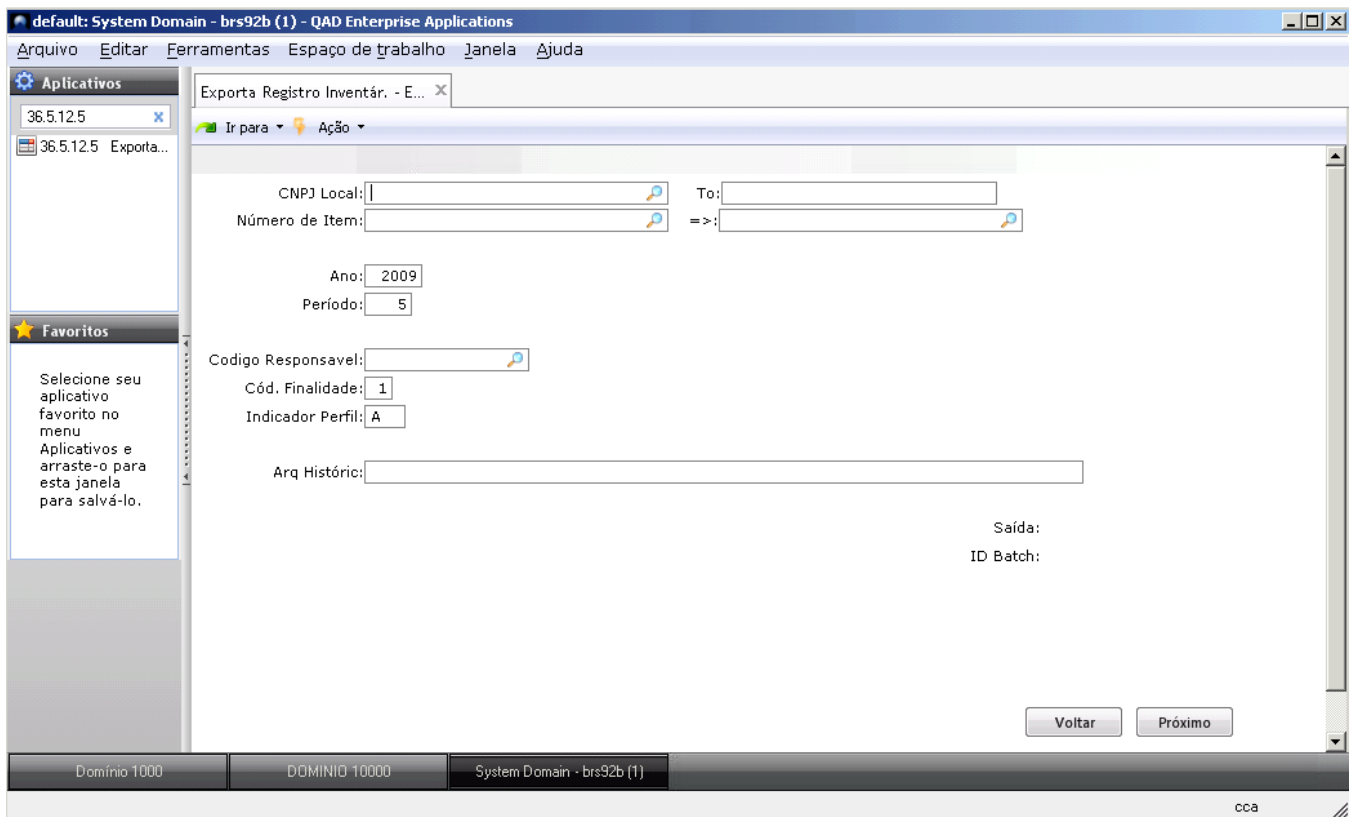 default: System Domain - brs92b (1) - QAD Enterprise Applications
Arquivo Editar Ferramentas Espaço de trabalho Janela Ajuda
Aplicativos
36.5.12.5
36.5.12.5 Exporta...
Exporta Registro Inventár. - E...
Ir para Ação
CNPJ Local: To:
Número de Item: =>:
Ano: 2009
Período: 5
Favoritos
Selecione seu
aplicativo
favorito no
menu
Aplicativos e
arraste-o para
esta janela
para salvá-lo.
Codigo Responsavel:
Cód. Finalidade: 1
Indicador Perfil: A
Arq Históric:
Saída:
ID Batch:
Voltar Próximo
Domínio 1000 DOMINIO 10000 System Domain - brs92b (1)
cca